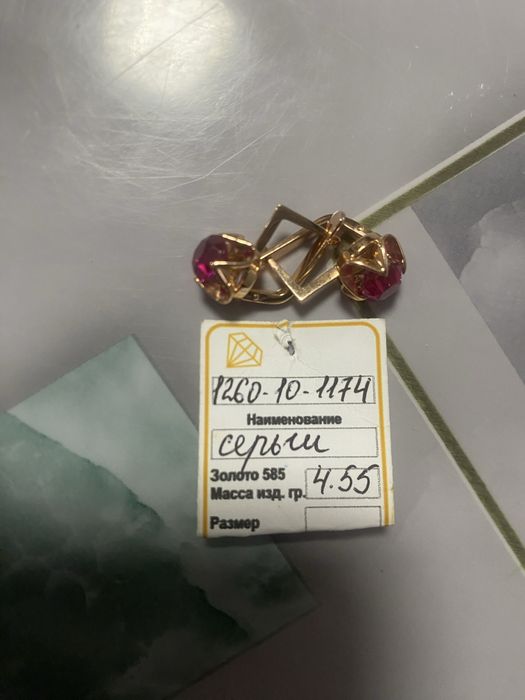 1260-10-1174
Наименование
серьги
Золото 585
Масса изд. гр. 4.55
Размер